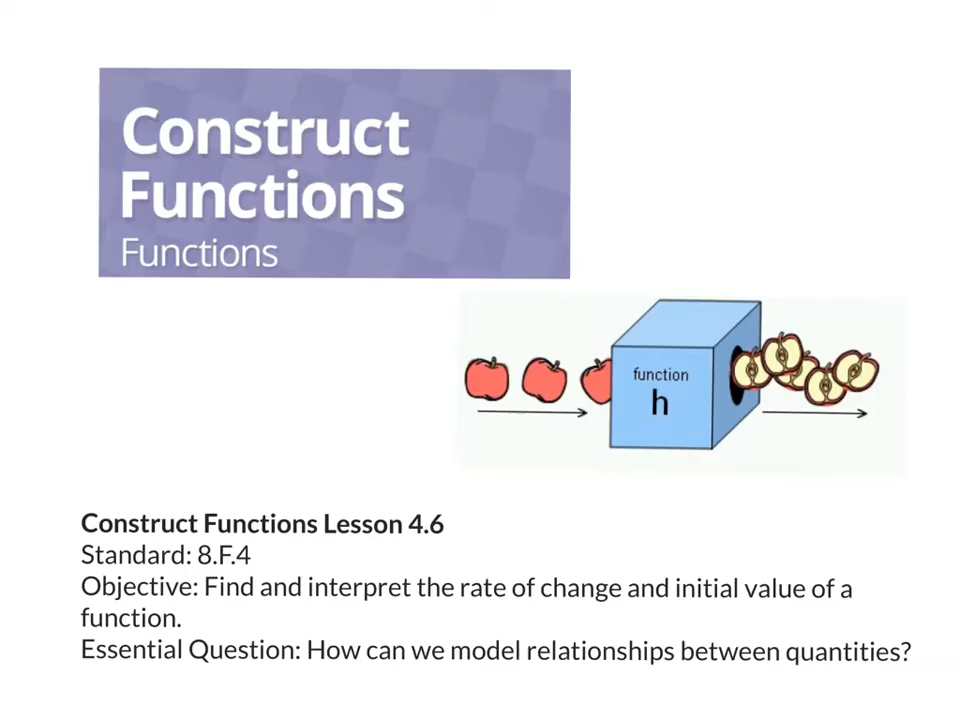 Construct
Functions
Functions
function
h
Construct Functions Lesson 4.6
Standard: 8.F.4
Objective: Find and interpret the rate of change and initial value of a
function.
Essential Question: How can we model relationships between quantities?